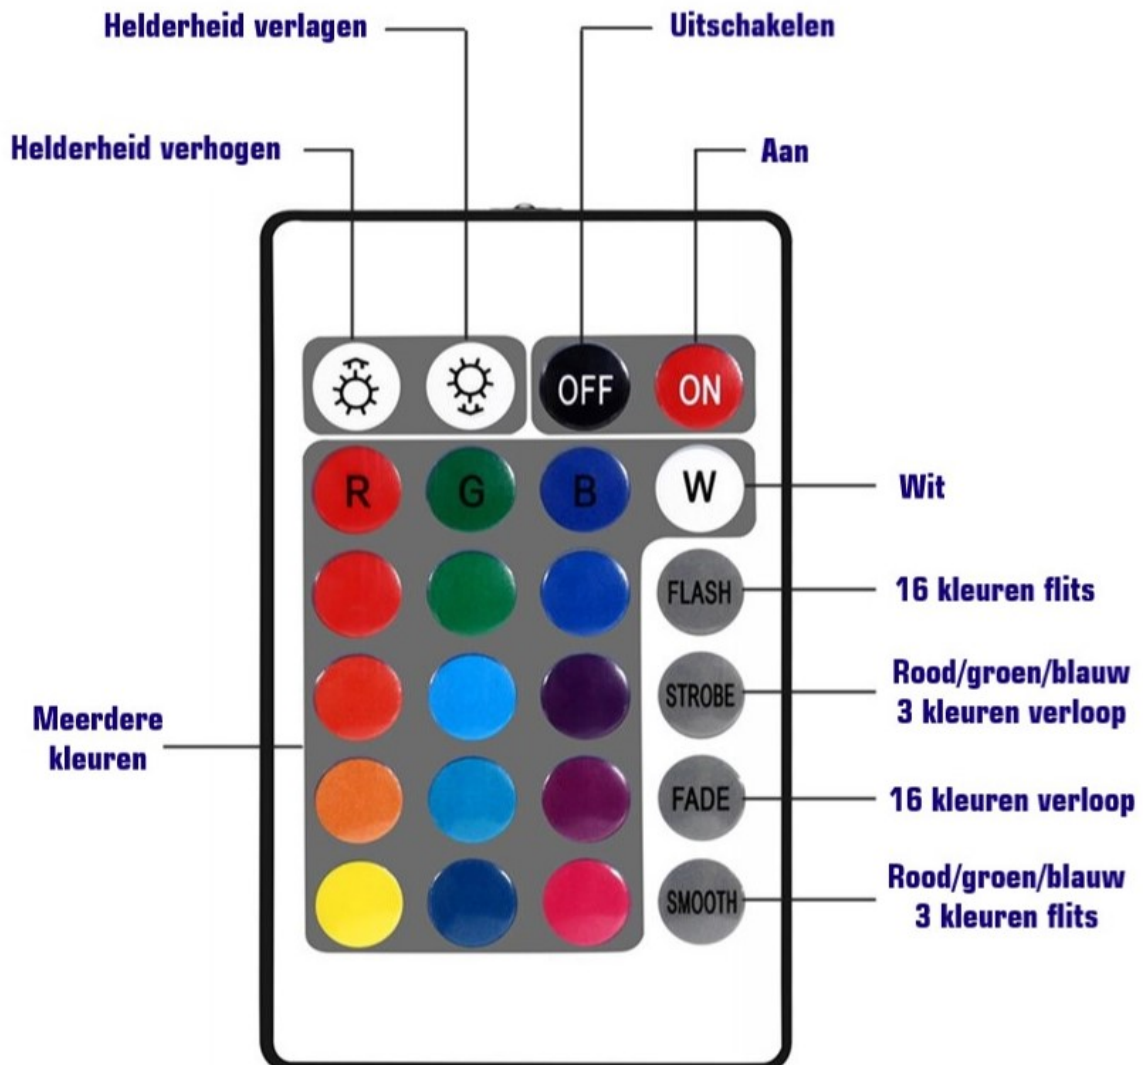 Helderheid verlagen
Uitschakelen
Helderheid verhogen
Aan
OFF
ON
R
G
B
W
Wit
FLASH
16 kleuren flits
STROBE
Rood/groen/blauw
3 kleuren verloop
Meerdere
kleuren
FADE
16 kleuren verloop
SMOOTH
Rood/groen/blauw
3 kleuren flits